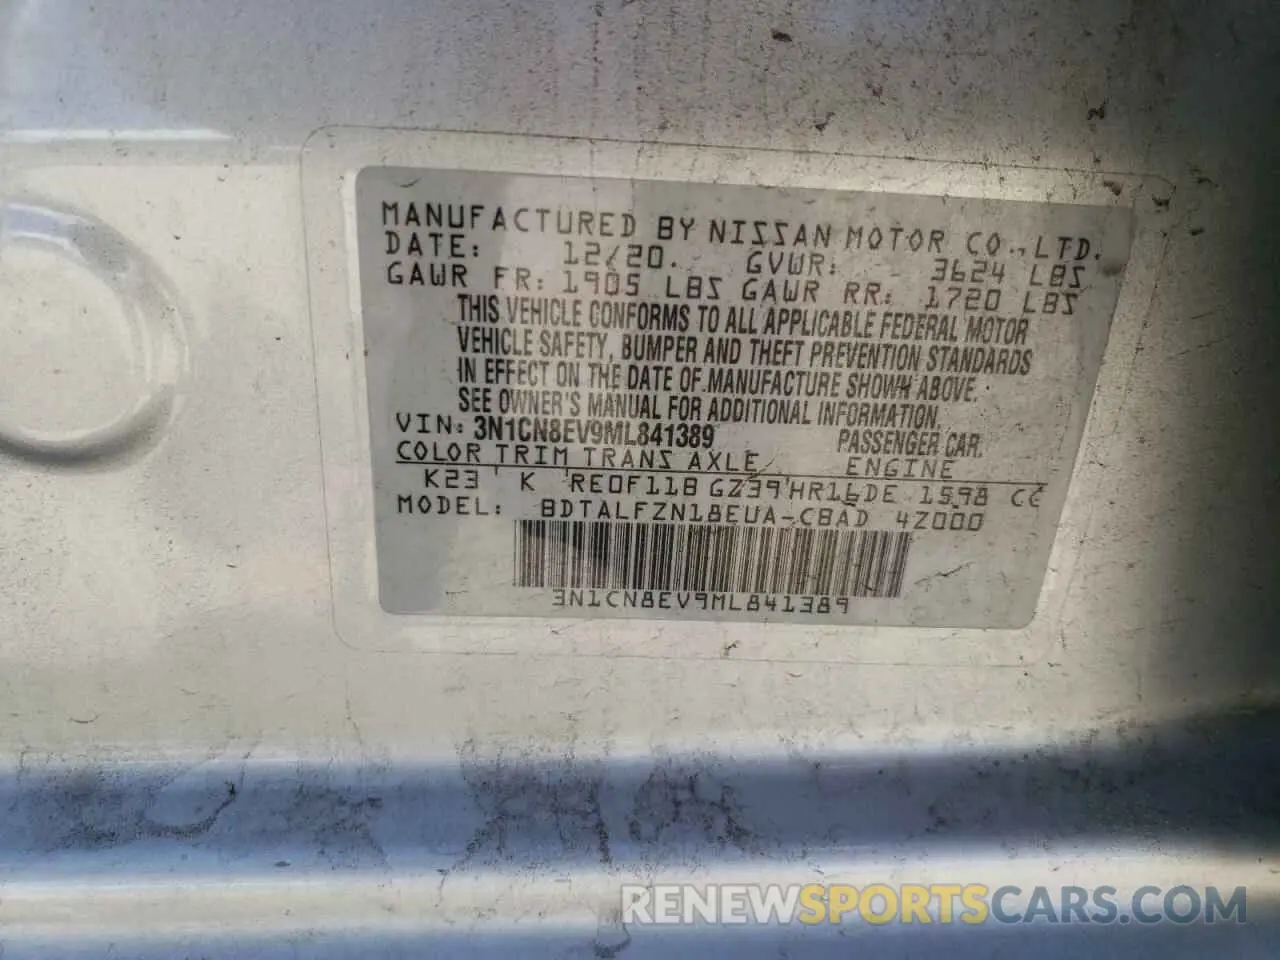 MANUFACTURED BY NISSAN MOTOR CO., LTD.
DATE: 12/20. GVWR: 3624 LBS
GAWR FR: 1905 LBS GAWR RR: 1720 LBS
THIS VEHICLE CONFORMS TO ALL APPLICABLE FEDERAL MOTOR
VEHICLE SAFETY, BUMPER AND THEFT PREVENTION STANDARDS
IN EFFECT ON THE DATE OF MANUFACTURE SHOWN ABOVE.
SEE OWNER'S MANUAL FOR ADDITIONAL INFORMATION.
VIN: 3N1CN8EV9ML841389 PASSENGER CAR.
COLOR TRIM TRANS AXLE ENGINE
K23 K RE0F11B GZ39 HR16DE 1598 CC
MODEL: BDTALFZN18EUA-CBAD 4Z000
3N1CN8EV9ML841389
RENEWSPORTSCARS.COM